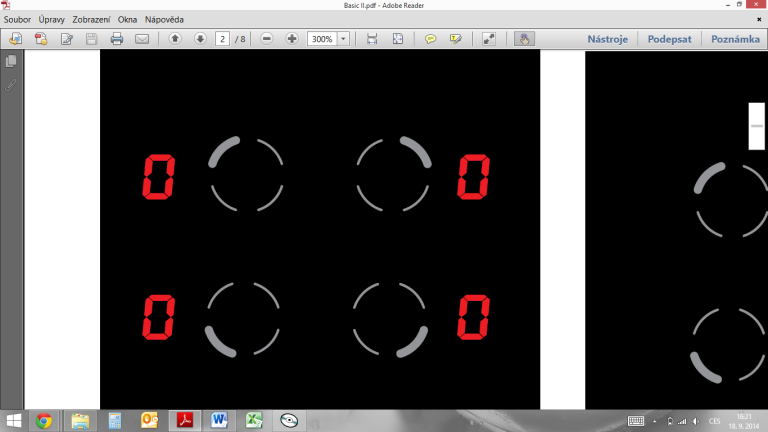 Basic II.pdf - Adobe Reader
Soubor Úpravy Zobrazení Okna Nápověda
2 / 8 300% Nástroje Podepsat Poznámka
0 0
0 0
CES 16:21
18. 9. 2014